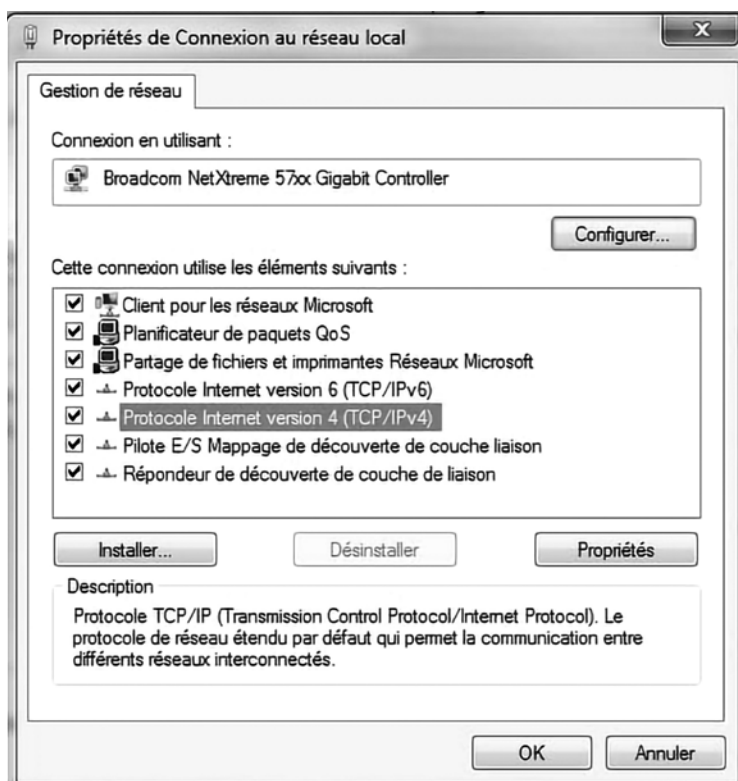 Propriétés de Connexion au réseau local
Gestion de réseau
Connexion en utilisant :
Broadcom NetXtreme 57xx Gigabit Controller
Configurer...
Cette connexion utilise les éléments suivants :
Client pour les réseaux Microsoft
Planificateur de paquets QoS
Partage de fichiers et imprimantes Réseaux Microsoft
Protocole Internet version 6 (TCP/IPv6)
Protocole Internet version 4 (TCP/IPv4)
Pilote E/S Mappage de découverte de couche liaison
Répondeur de découverte de couche de liaison
Installer... Désinstaller Propriétés
Description
Protocole TCP/IP (Transmission Control Protocol/Internet Protocol). Le
protocole de réseau étendu par défaut qui permet la communication entre
différents réseaux interconnectés.
OK Annuler